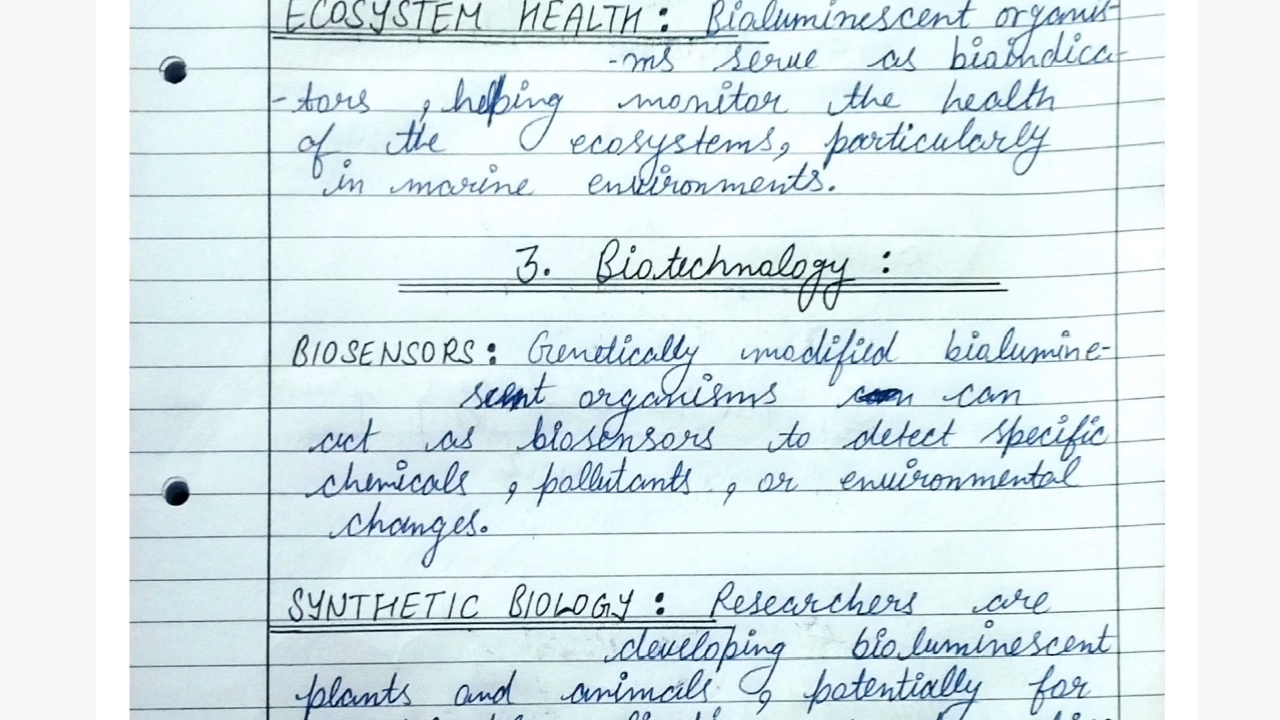 ECOSYSTEM HEALTH: Bioluminescent organis-
-ms serve as bioindica-
-tors, helping monitor the health
of the ecosystems, particularly
in marine environments.
3. Biotechnology:
BIOSENSORS: Genetically modified biolumine-
scent organisms can
act as biosensors to detect specific
chemicals, pollutants, or environmental
changes.
SYNTHETIC BIOLOGY: Researchers are
developing bioluminescent
plants and animals, potentially for